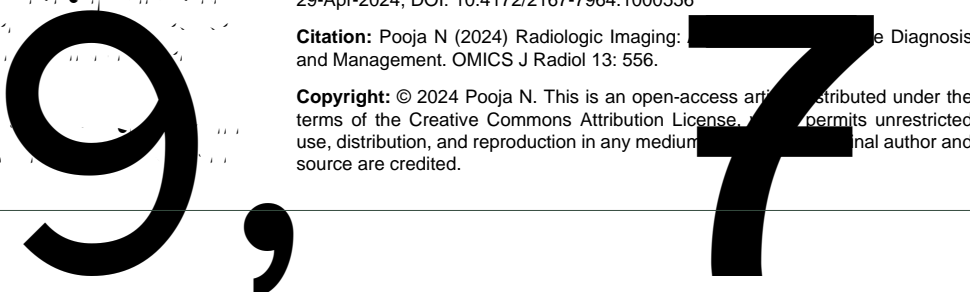 29-Apr-2024, DOI: 10.4172/2167-7964.1000556
Citation: Pooja N (2024) Radiologic Imaging: Diagnosis
and Management. OMICS J Radiol 13: 556.
Copyright: © 2024 Pooja N. This is an open-access under the
terms of the Creative Commons Attribution License, permits unrestricted
use, distribution, and reproduction in any medium author and
source are credited.
9, 7